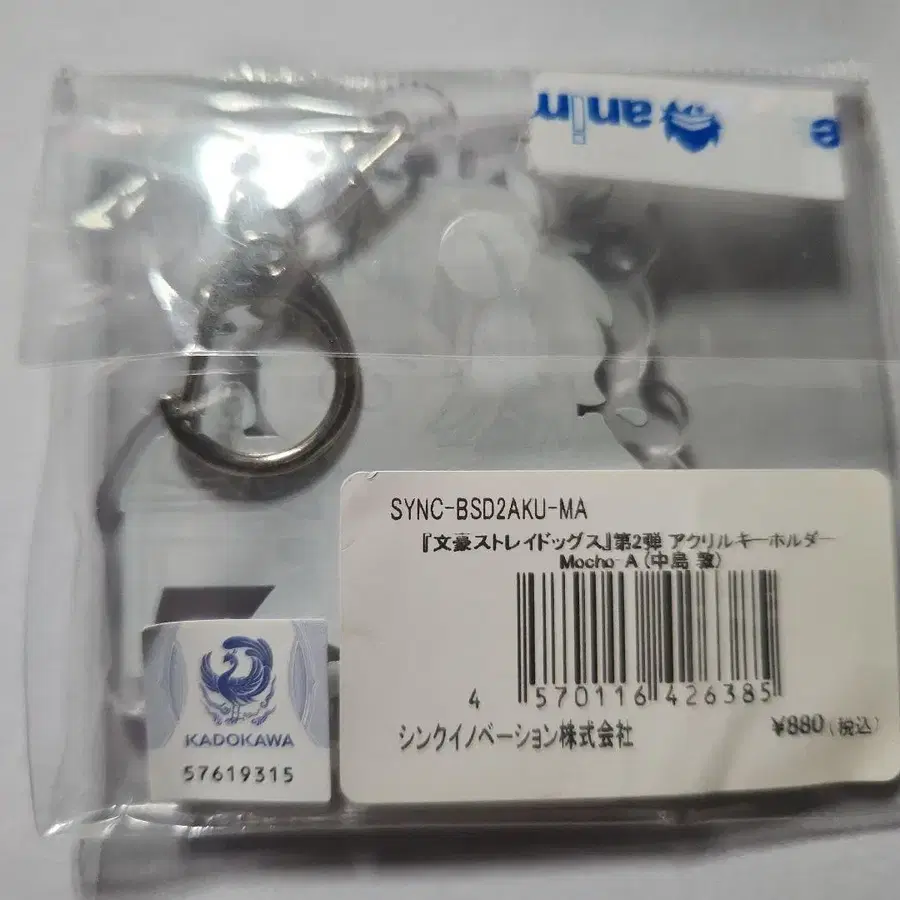 anim
e
SYNC-BSD2AKU-MA
『文豪ストレイドッグス』第2弾 アクリルキーホルダー
Mocho-A (中島 敦)
4 570116 426385
シンクイノベーション株式会社
¥880(税込)
KADOKAWA
57619315